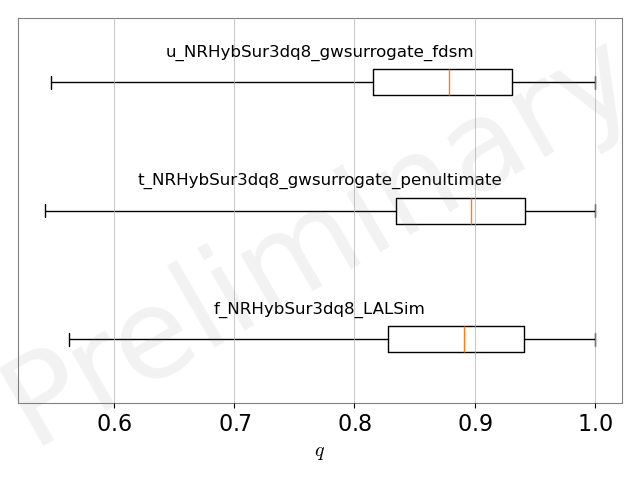 u_NRHybSur3dq8_gwsurrogate_fdsm
t_NRHybSur3dq8_gwsurrogate_penultimate
f_NRHybSur3dq8_LALSim
Preliminary
0.6 0.7 0.8 0.9 1.0
q